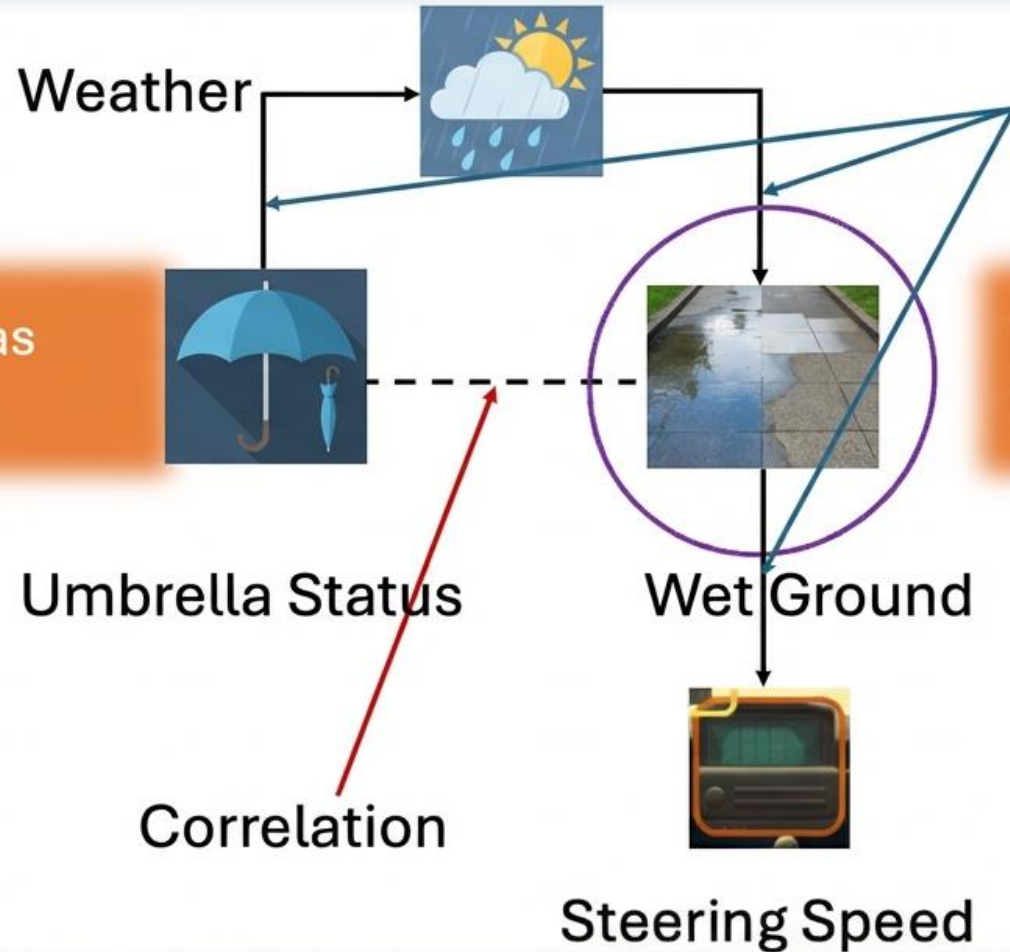 Weather
as
Umbrella Status
Wet Ground
Correlation
Steering Speed